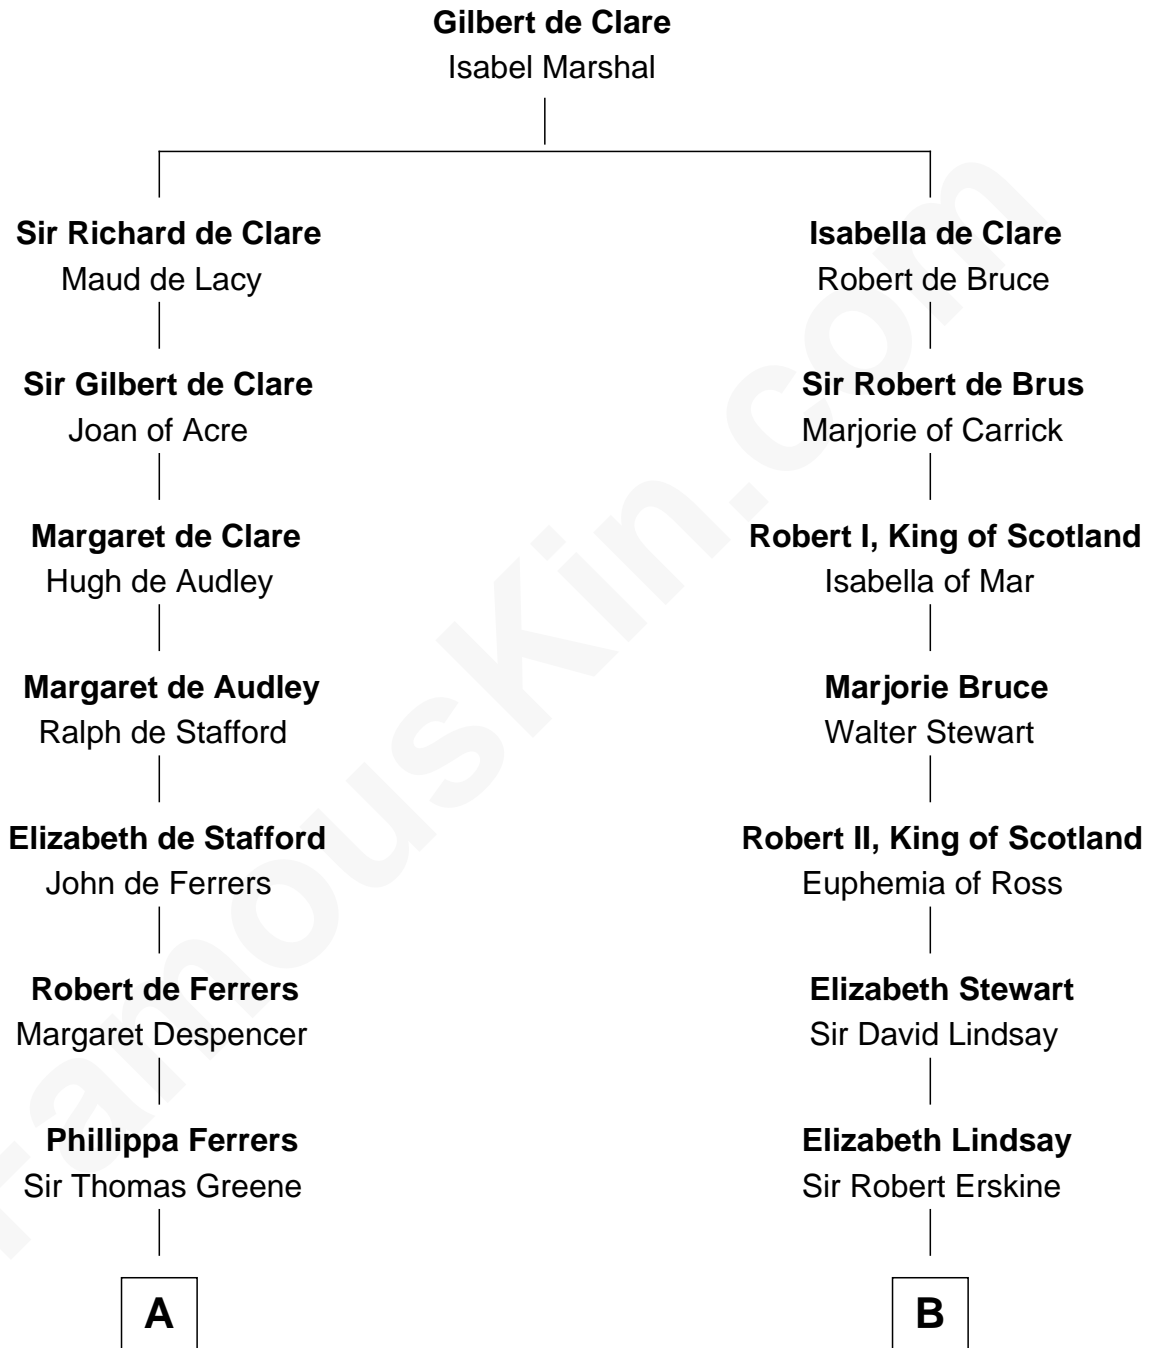 Gilbert de Clare
Isabel Marshal
Sir Richard de Clare
Maud de Lacy
Isabella de Clare
Robert de Bruce
Sir Gilbert de Clare
Joan of Acre
Sir Robert de Brus
Marjorie of Carrick
Margaret de Clare
Hugh de Audley
Robert I, King of Scotland
Isabella of Mar
Margaret de Audley
Ralph de Stafford
Marjorie Bruce
Walter Stewart
Elizabeth de Stafford
John de Ferrers
Robert II, King of Scotland
Euphemia of Ross
Robert de Ferrers
Margaret Despencer
Elizabeth Stewart
Sir David Lindsay
Phillippa Ferrers
Sir Thomas Greene
Elizabeth Lindsay
Sir Robert Erskine
A
B
FamousKin.com